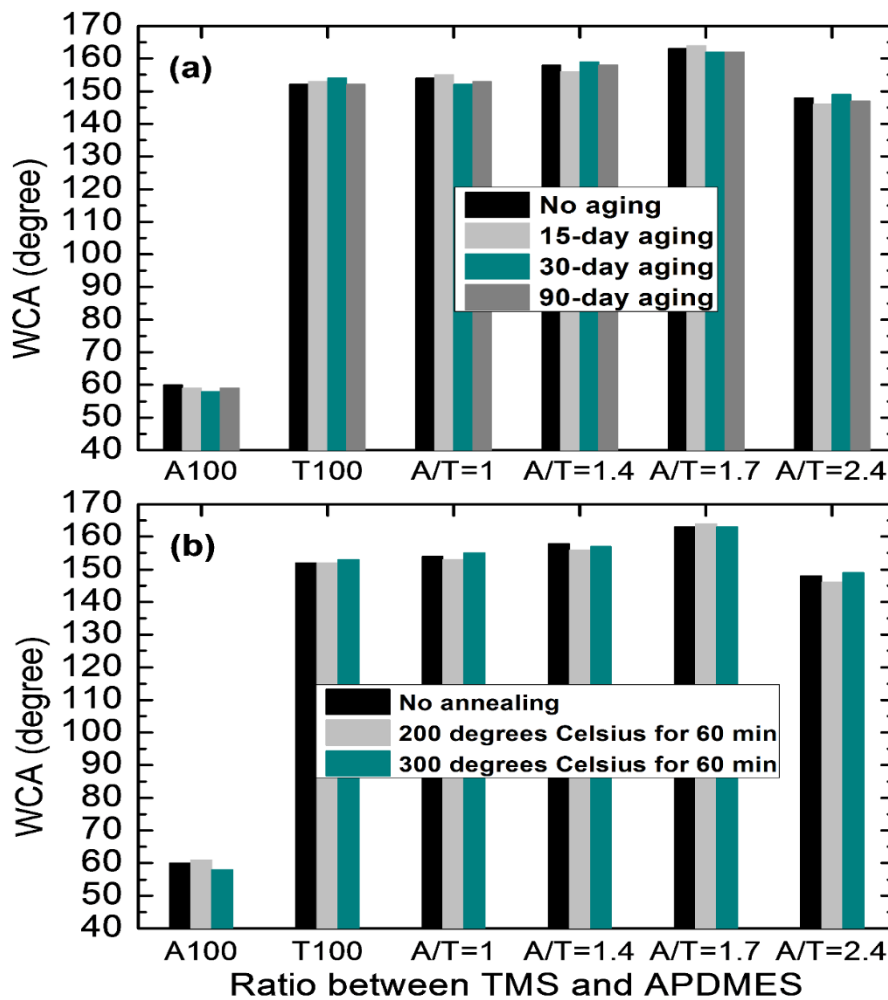 (a)
WCA (degree)
170
160
150
140
130
120
110
100
90
80
70
60
50
40
No aging
15-day aging
30-day aging
90-day aging
A100 T100 A/T=1 A/T=1.4 A/T=1.7 A/T=2.4
(b)
WCA (degree)
170
160
150
140
130
120
110
100
90
80
70
60
50
40
No annealing
200 degrees Celsius for 60 min
300 degrees Celsius for 60 min
A100 T100 A/T=1 A/T=1.4 A/T=1.7 A/T=2.4
Ratio between TMS and APDMES